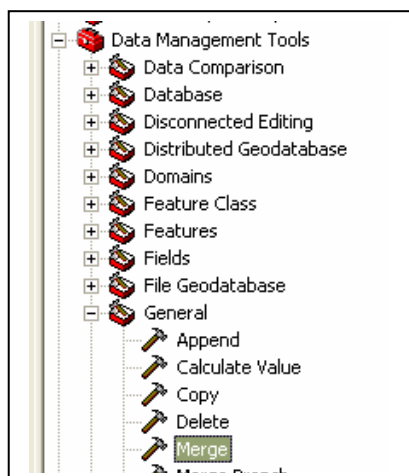 Data Management Tools
Data Comparison
Database
Disconnected Editing
Distributed Geodatabase
Domains
Feature Class
Features
Fields
File Geodatabase
General
Append
Calculate Value
Copy
Delete
Merge